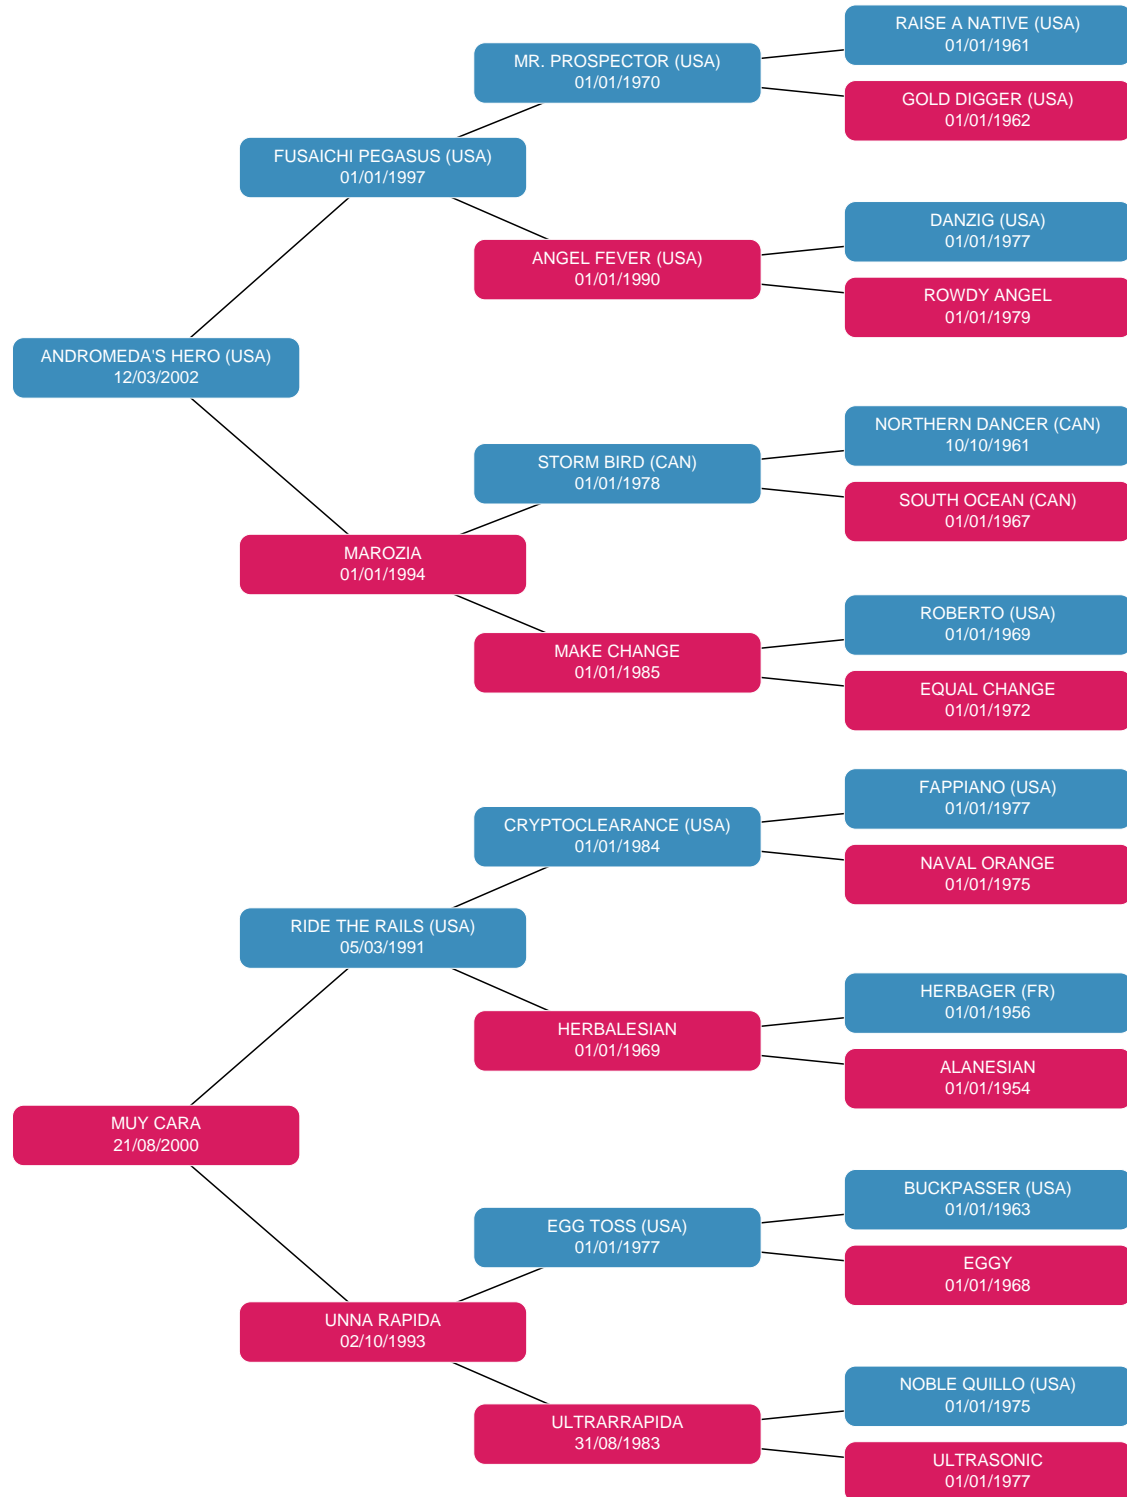 RAISE A NATIVE (USA)
01/01/1961
MR. PROSPECTOR (USA)
01/01/1970
GOLD DIGGER (USA)
01/01/1962
FUSAICHI PEGASUS (USA)
01/01/1997
DANZIG (USA)
01/01/1977
ANGEL FEVER (USA)
01/01/1990
ROWDY ANGEL
01/01/1979
ANDROMEDA'S HERO (USA)
12/03/2002
NORTHERN DANCER (CAN)
10/10/1961
STORM BIRD (CAN)
01/01/1978
SOUTH OCEAN (CAN)
01/01/1967
MAROZIA
01/01/1994
ROBERTO (USA)
01/01/1969
MAKE CHANGE
01/01/1985
EQUAL CHANGE
01/01/1972
FAPPIANO (USA)
01/01/1977
CRYPTOCLEARANCE (USA)
01/01/1984
NAVAL ORANGE
01/01/1975
RIDE THE RAILS (USA)
05/03/1991
HERBAGER (FR)
01/01/1956
HERBALESIAN
01/01/1969
ALANESIAN
01/01/1954
MUY CARA
21/08/2000
BUCKPASSER (USA)
01/01/1963
EGG TOSS (USA)
01/01/1977
EGGY
01/01/1968
UNNA RAPIDA
02/10/1993
NOBLE QUILLO (USA)
01/01/1975
ULTRARRAPIDA
31/08/1983
ULTRASONIC
01/01/1977